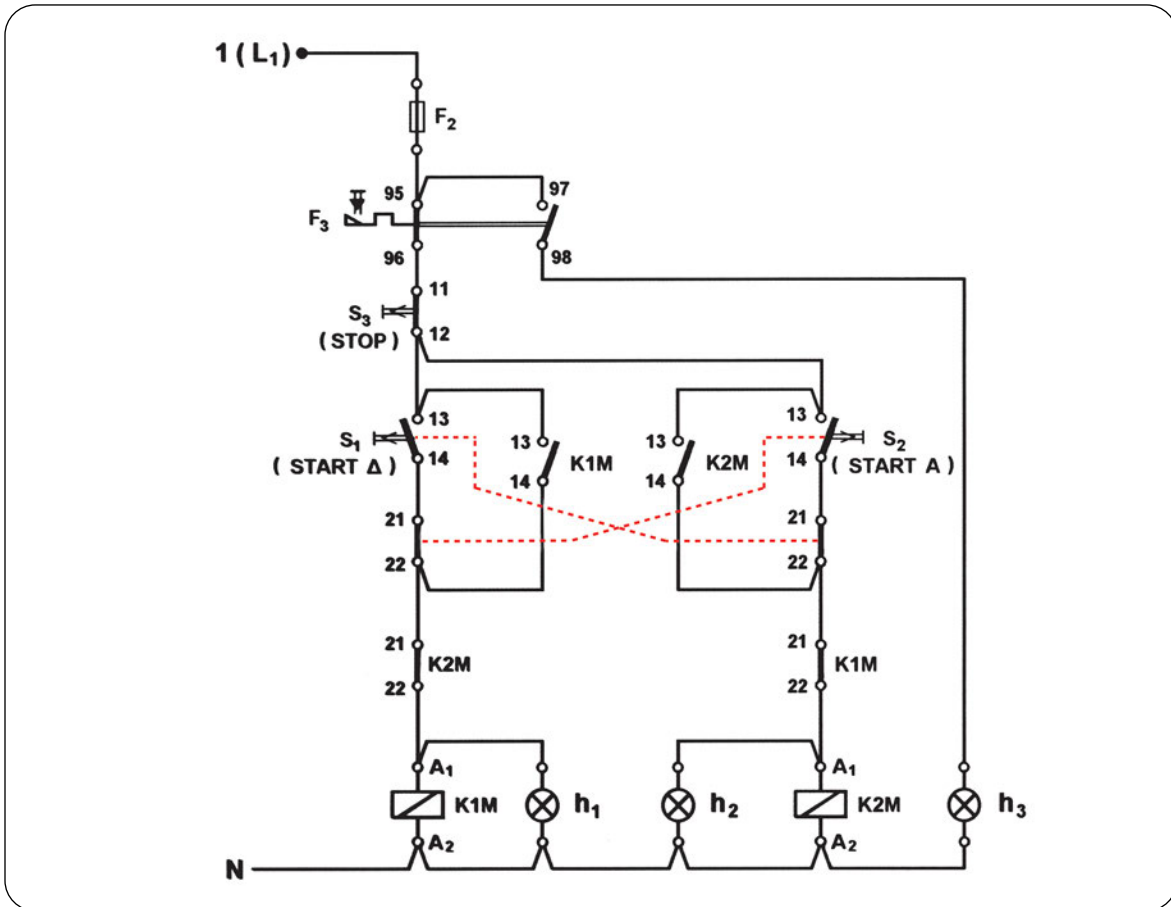 1 ( L₁ )
F₂
95
97
F₃
96
98
11
S₃
( STOP )
12
13
13
S₁
( START Δ )
14
13
14
K1M
13
14
K2M
14
S₂
( START A )
21
22
21
22
21
22
K2M
21
22
K1M
A₁
K1M
A₂
h₁
h₂
A₁
K2M
A₂
h₃
N